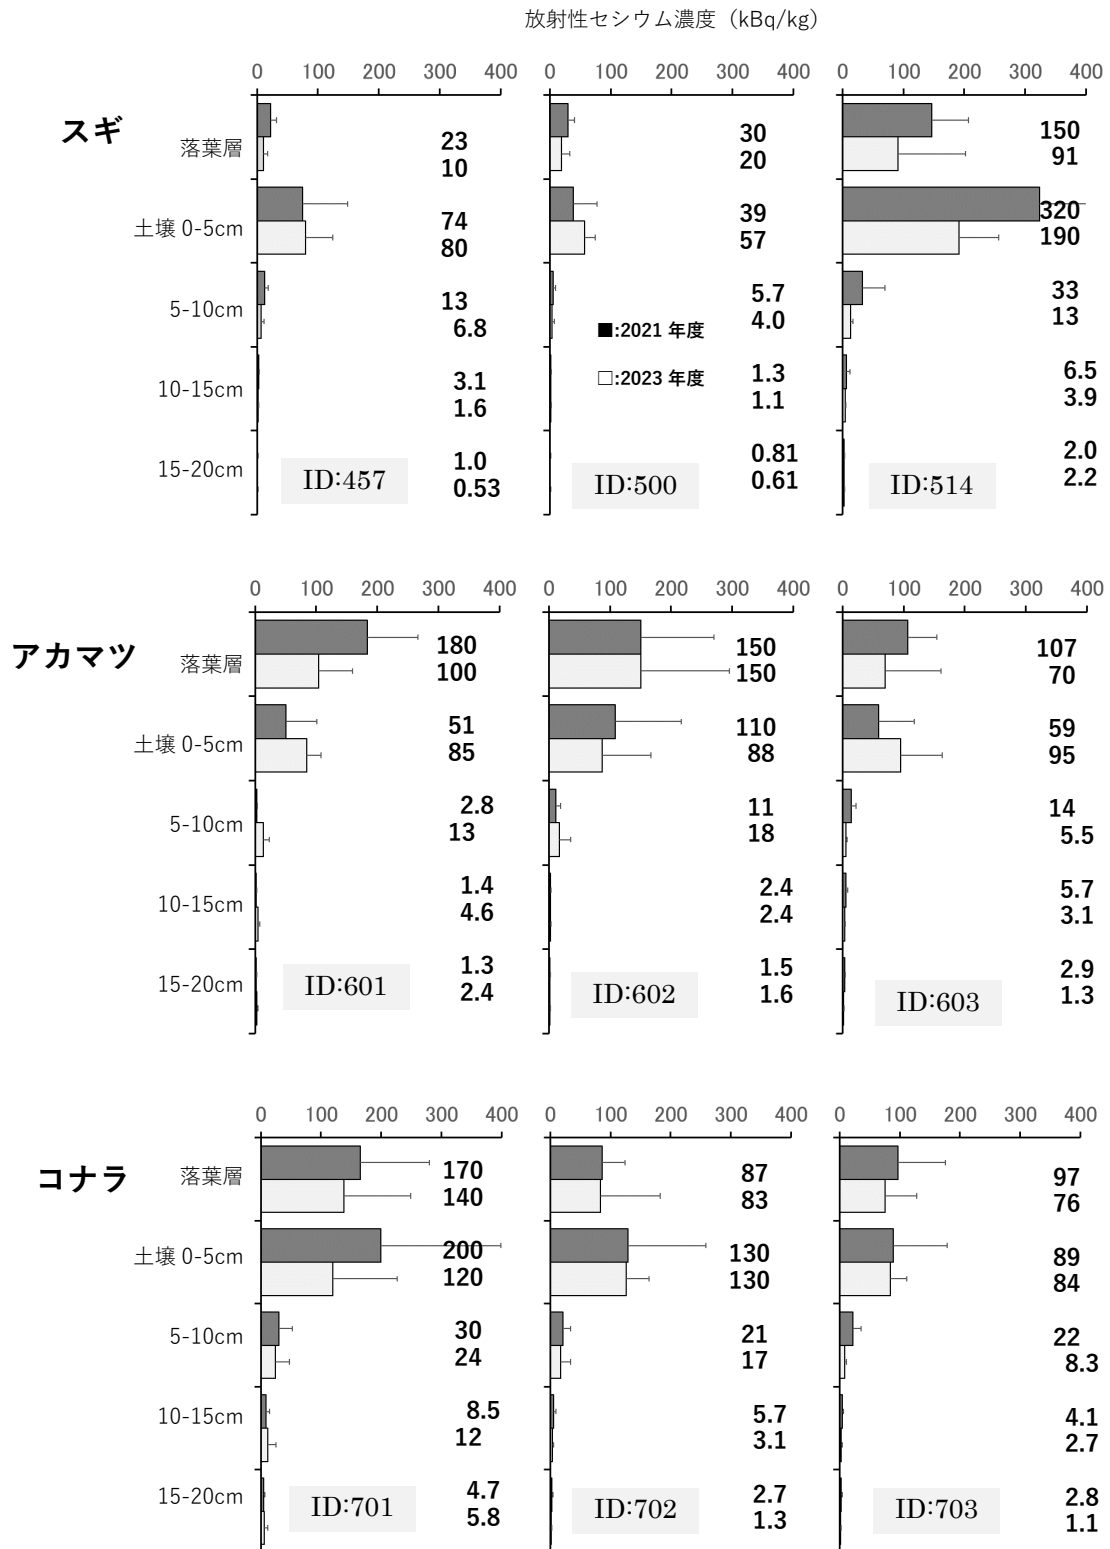 放射性セシウム濃度（kBq/kg）
0 100 200 300 400 0 100 200 300 400 0 100 200 300 400
スギ
落葉層 23 30 150
10 20 91
土壌 0-5cm 74 39 320
80 57 190
5-10cm 13 5.7 33
6.8 4.0 13
■:2021 年度
□:2023 年度
10-15cm 3.1 1.3 6.5
1.6 1.1 3.9
15-20cm 1.0 0.81 2.0
0.53 0.61 2.2
ID:457 ID:500 ID:514
0 100 200 300 400 0 100 200 300 400 0 100 200 300 400
アカマツ
落葉層 180 150 107
100 150 70
土壌 0-5cm 51 110 59
85 88 95
5-10cm 2.8 11 14
13 18 5.5
10-15cm 1.4 2.4 5.7
4.6 2.4 3.1
15-20cm 1.3 1.5 2.9
2.4 1.6 1.3
ID:601 ID:602 ID:603
0 100 200 300 400 0 100 200 300 400 0 100 200 300 400
コナラ
落葉層 170 87 97
140 83 76
土壌 0-5cm 200 130 89
120 130 84
5-10cm 30 21 22
24 17 8.3
10-15cm 8.5 5.7 4.1
12 3.1 2.7
15-20cm 4.7 2.7 2.8
5.8 1.3 1.1
ID:701 ID:702 ID:703